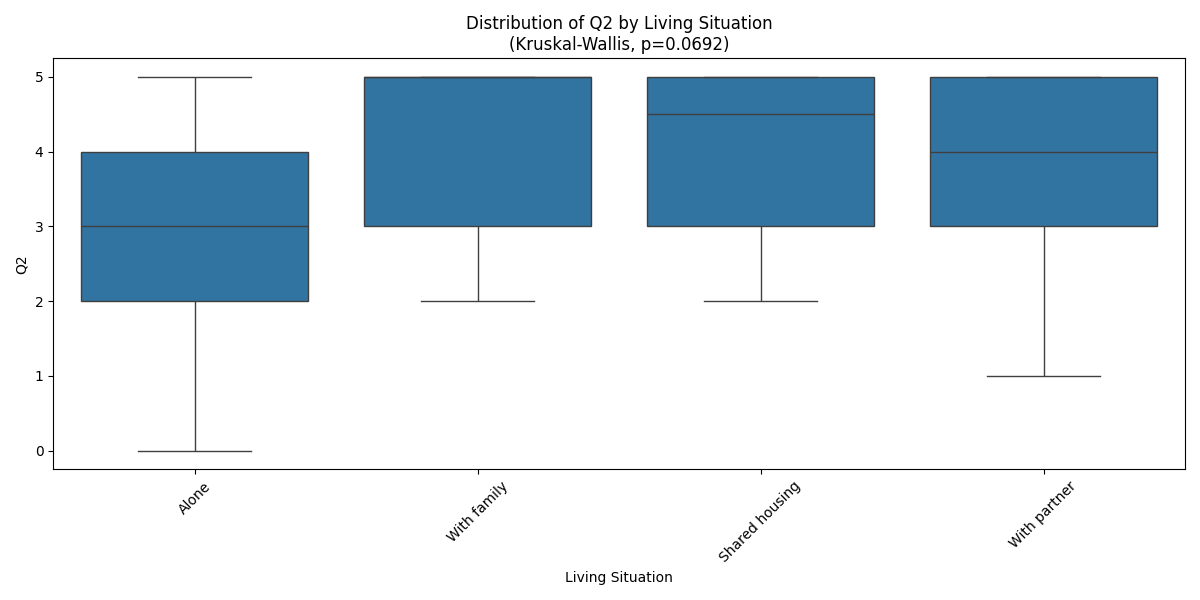 Distribution of Q2 by Living Situation
(Kruskal-Wallis, p=0.0692)
5
4
3
2
1
0
Q2
Alone
With family
Shared housing
With partner
Living Situation